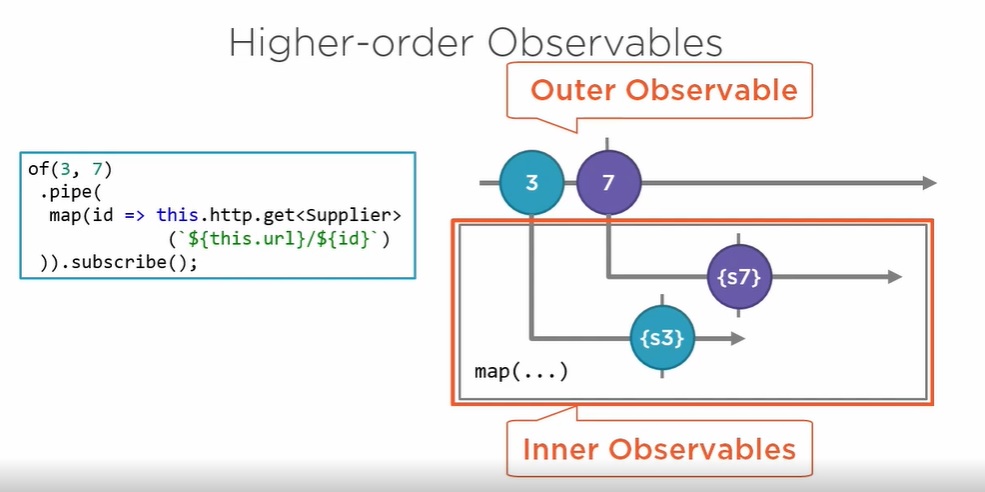 Higher-order Observables
Outer Observable
of(3, 7)
.pipe(
map(id => this.http.get<Supplier>
(`${this.url}/${id}`)
)).subscribe();
3
7
{s7}
{s3}
map(...)
Inner Observables